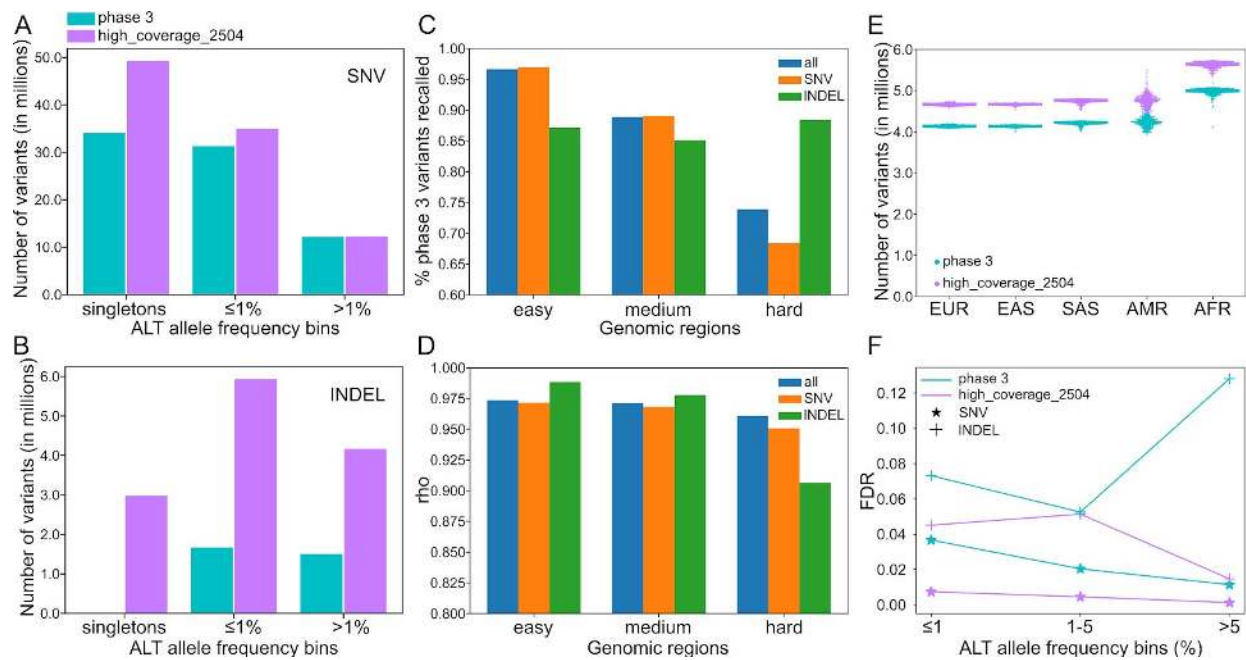 A
phase 3
high_coverage_2504
SNV
Number of variants (in millions)
50.0
40.0
30.0
20.0
10.0
0.0
singletons
≤1%
>1%
ALT allele frequency bins
B
INDEL
Number of variants (in millions)
6.0
5.0
4.0
3.0
2.0
1.0
0.0
singletons
≤1%
>1%
ALT allele frequency bins
C
all
SNV
INDEL
% phase 3 variants recalled
1.00
0.95
0.90
0.85
0.80
0.75
0.70
0.65
0.60
easy
medium
hard
Genomic regions
D
all
SNV
INDEL
rho
1.000
0.975
0.950
0.925
0.900
0.875
0.850
0.825
0.800
easy
medium
hard
Genomic regions
E
Number of variants (in millions)
6.0
5.0
4.0
3.0
2.0
1.0
0.0
phase 3
high_coverage_2504
EUR
EAS
SAS
AMR
AFR
F
phase 3
high_coverage_2504
SNV
INDEL
FDR
0.12
0.10
0.08
0.06
0.04
0.02
0.00
≤1
1-5
>5
ALT allele frequency bins (%)